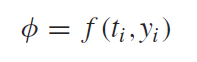 ϕ = f (tᵢ, yᵢ)